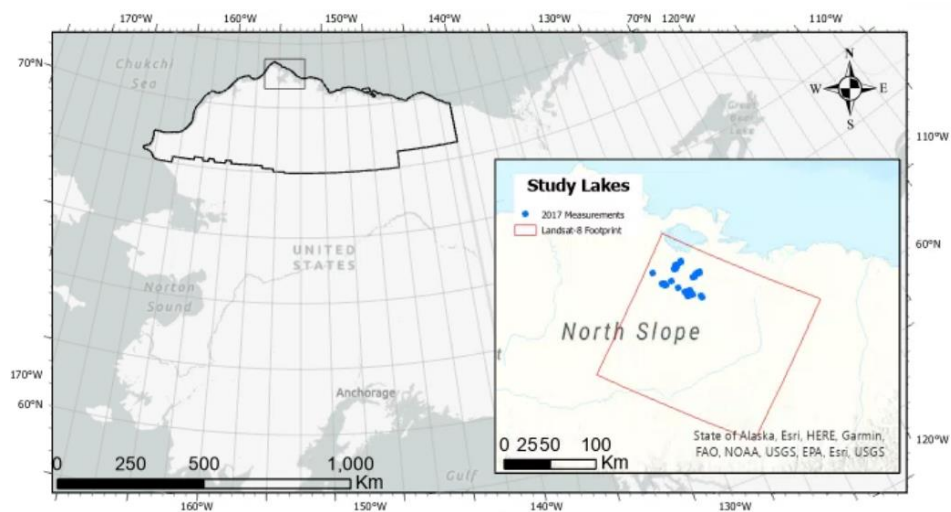 170°W 160°W 150°W 140°W 130°W 70°N 120°W 110°W
70°N
Chukchi
Sea
N
W E
S
Great
Bear
Lake
110°W
Study Lakes
2017 Measurements
Landsat-8 Footprint
60°N
UNITED
STATES
Norton
Sound
North Slope
t
170°W
60°N
Anchorage
State of Alaska, Esri, HERE, Garmin,
FAO, NOAA, USGS, EPA, Esri, USGS
120°W
0 25 50 100
Km
0 250 500 1,000
Km
Gulf
160°W 150°W 140°W 130°W